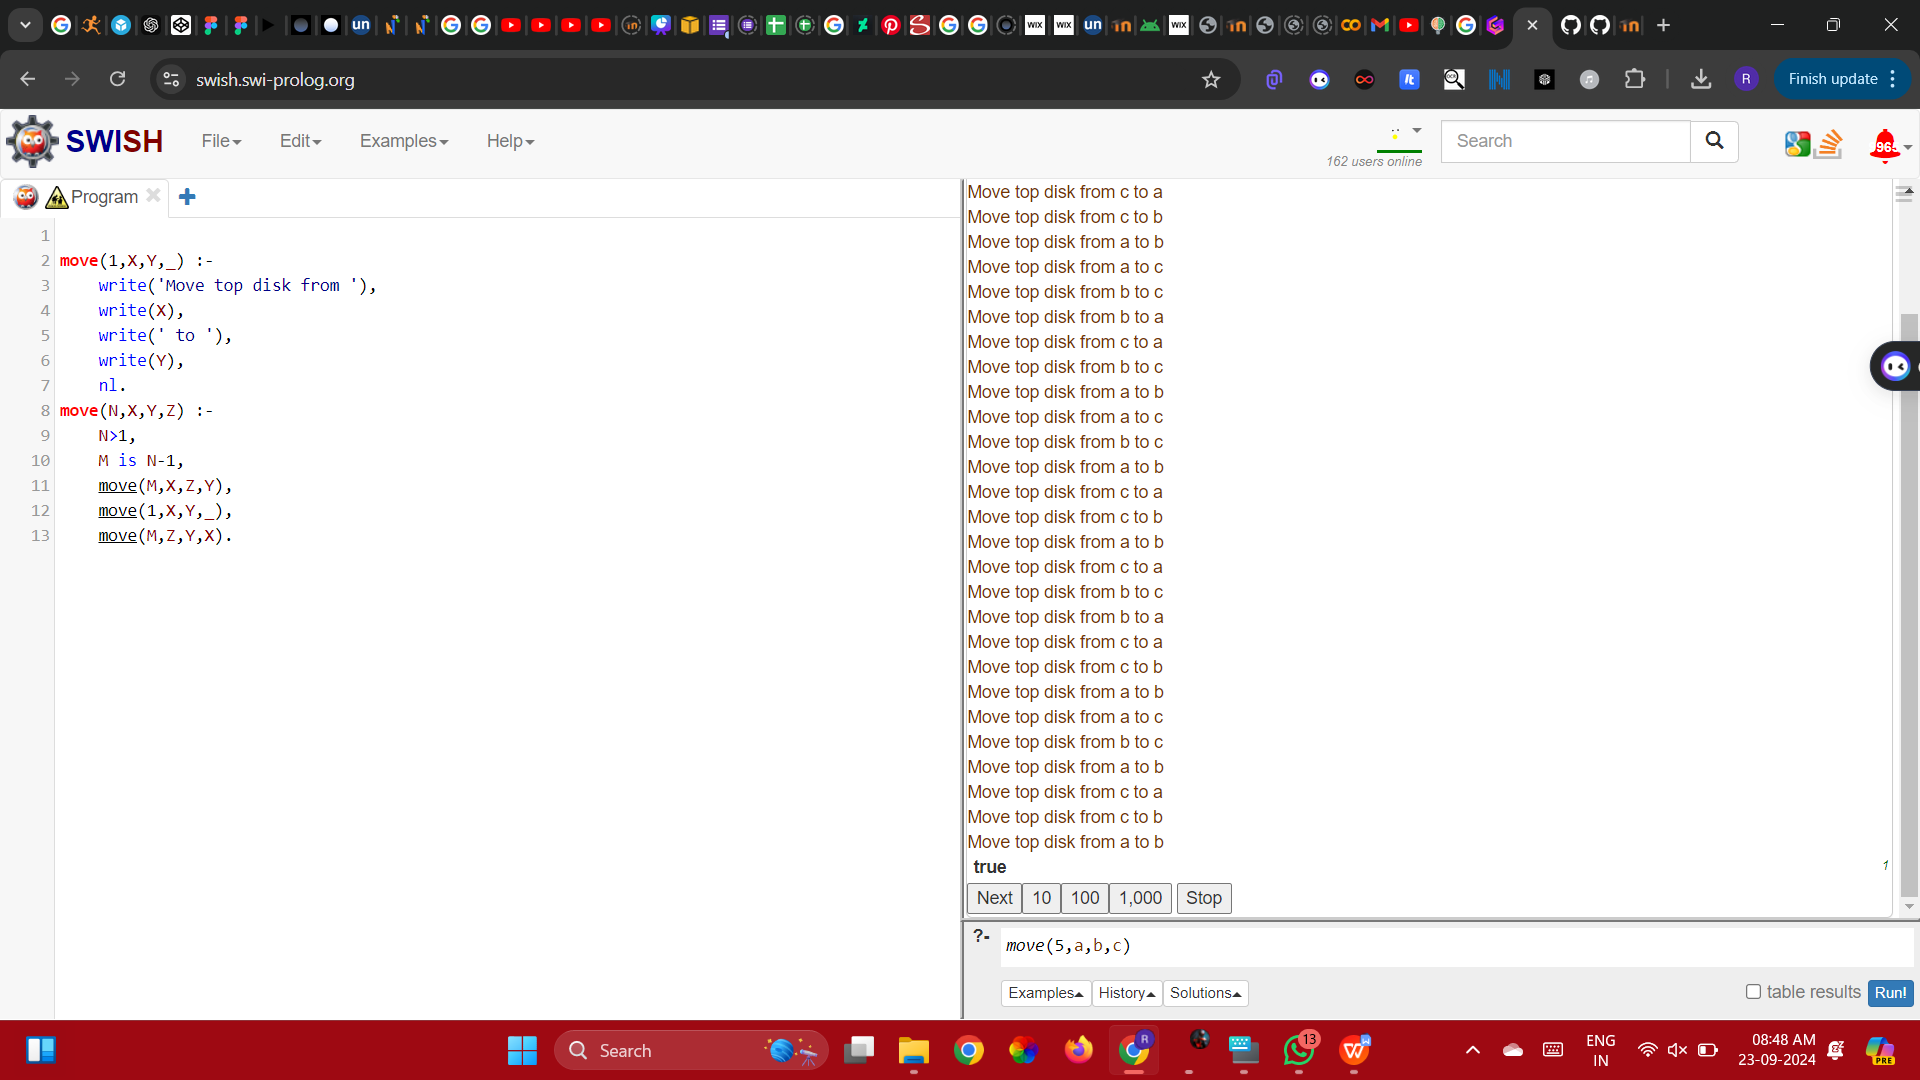 swish.swi-prolog.org
Finish update
SWISH
File
Edit
Examples
Help
162 users online
Search
Program
1
2 move(1,X,Y,_) :-
3 write('Move top disk from '),
4 write(X),
5 write(' to '),
6 write(Y),
7 nl.
8 move(N,X,Y,Z) :-
9 N>1,
10 M is N-1,
11 move(M,X,Z,Y),
12 move(1,X,Y,_),
13 move(M,Z,Y,X).
Move top disk from c to a
Move top disk from c to b
Move top disk from a to b
Move top disk from a to c
Move top disk from b to c
Move top disk from b to a
Move top disk from c to a
Move top disk from b to c
Move top disk from a to b
Move top disk from a to c
Move top disk from b to c
Move top disk from a to b
Move top disk from c to a
Move top disk from c to b
Move top disk from a to b
Move top disk from c to a
Move top disk from b to c
Move top disk from b to a
Move top disk from c to a
Move top disk from c to b
Move top disk from a to b
Move top disk from a to c
Move top disk from b to c
Move top disk from a to b
Move top disk from c to a
Move top disk from c to b
Move top disk from a to b
true 1
Next 10 100 1,000 Stop
?- move(5,a,b,c)
Examples History Solutions table results Run!
Search
13
ENG
IN
08:48 AM
23-09-2024
PRE